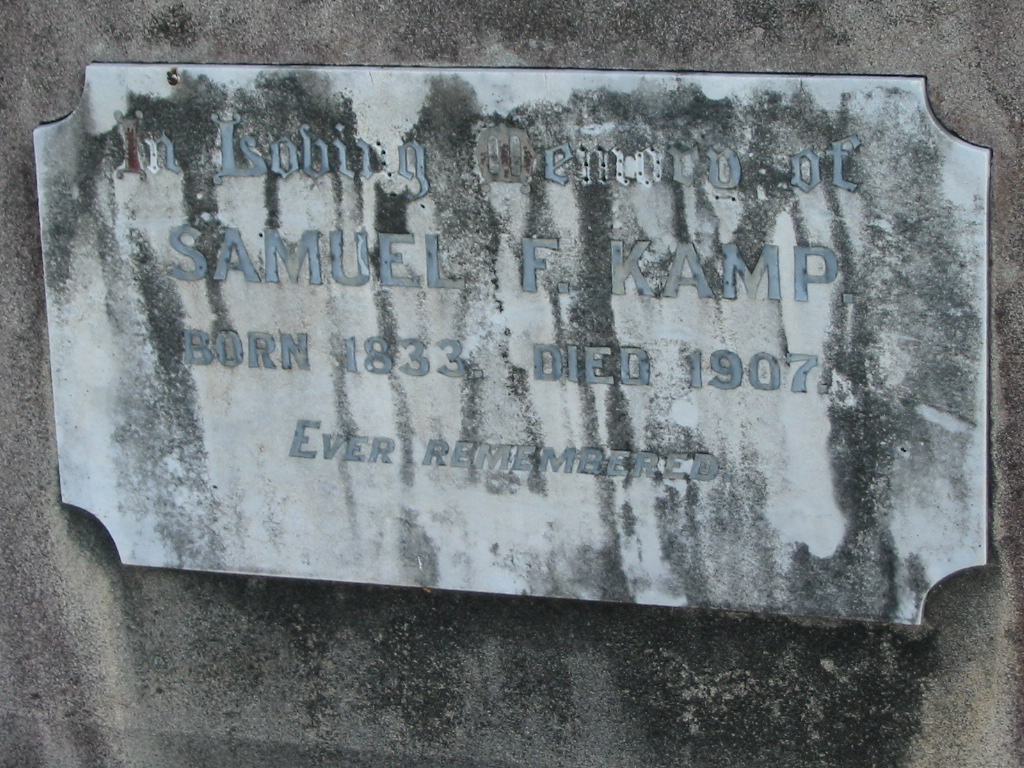 In Loving Memory of
SAMUEL F. KAMP.
BORN 1833. DIED 1907.
EVER REMEMBERED